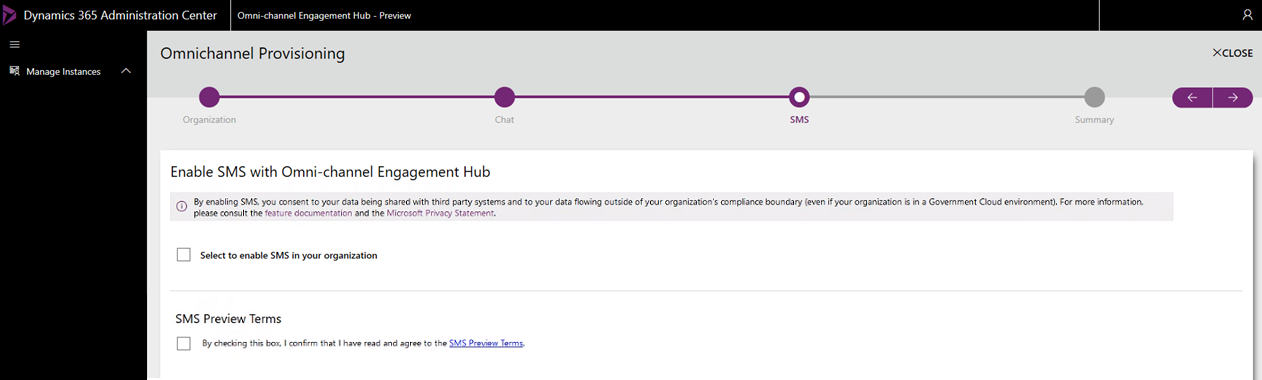 Dynamics 365 Administration Center
Omni-channel Engagement Hub - Preview
Manage Instances
Omnichannel Provisioning
CLOSE
Organization
Chat
SMS
Summary
Enable SMS with Omni-channel Engagement Hub
By enabling SMS, you consent to your data being shared with third party systems and to your data flowing outside of your organization's compliance boundary (even if your organization is in a Government Cloud environment). For more information,
please consult the feature documentation and the Microsoft Privacy Statement.
Select to enable SMS in your organization
SMS Preview Terms
By checking this box, I confirm that I have read and agree to the SMS Preview Terms.